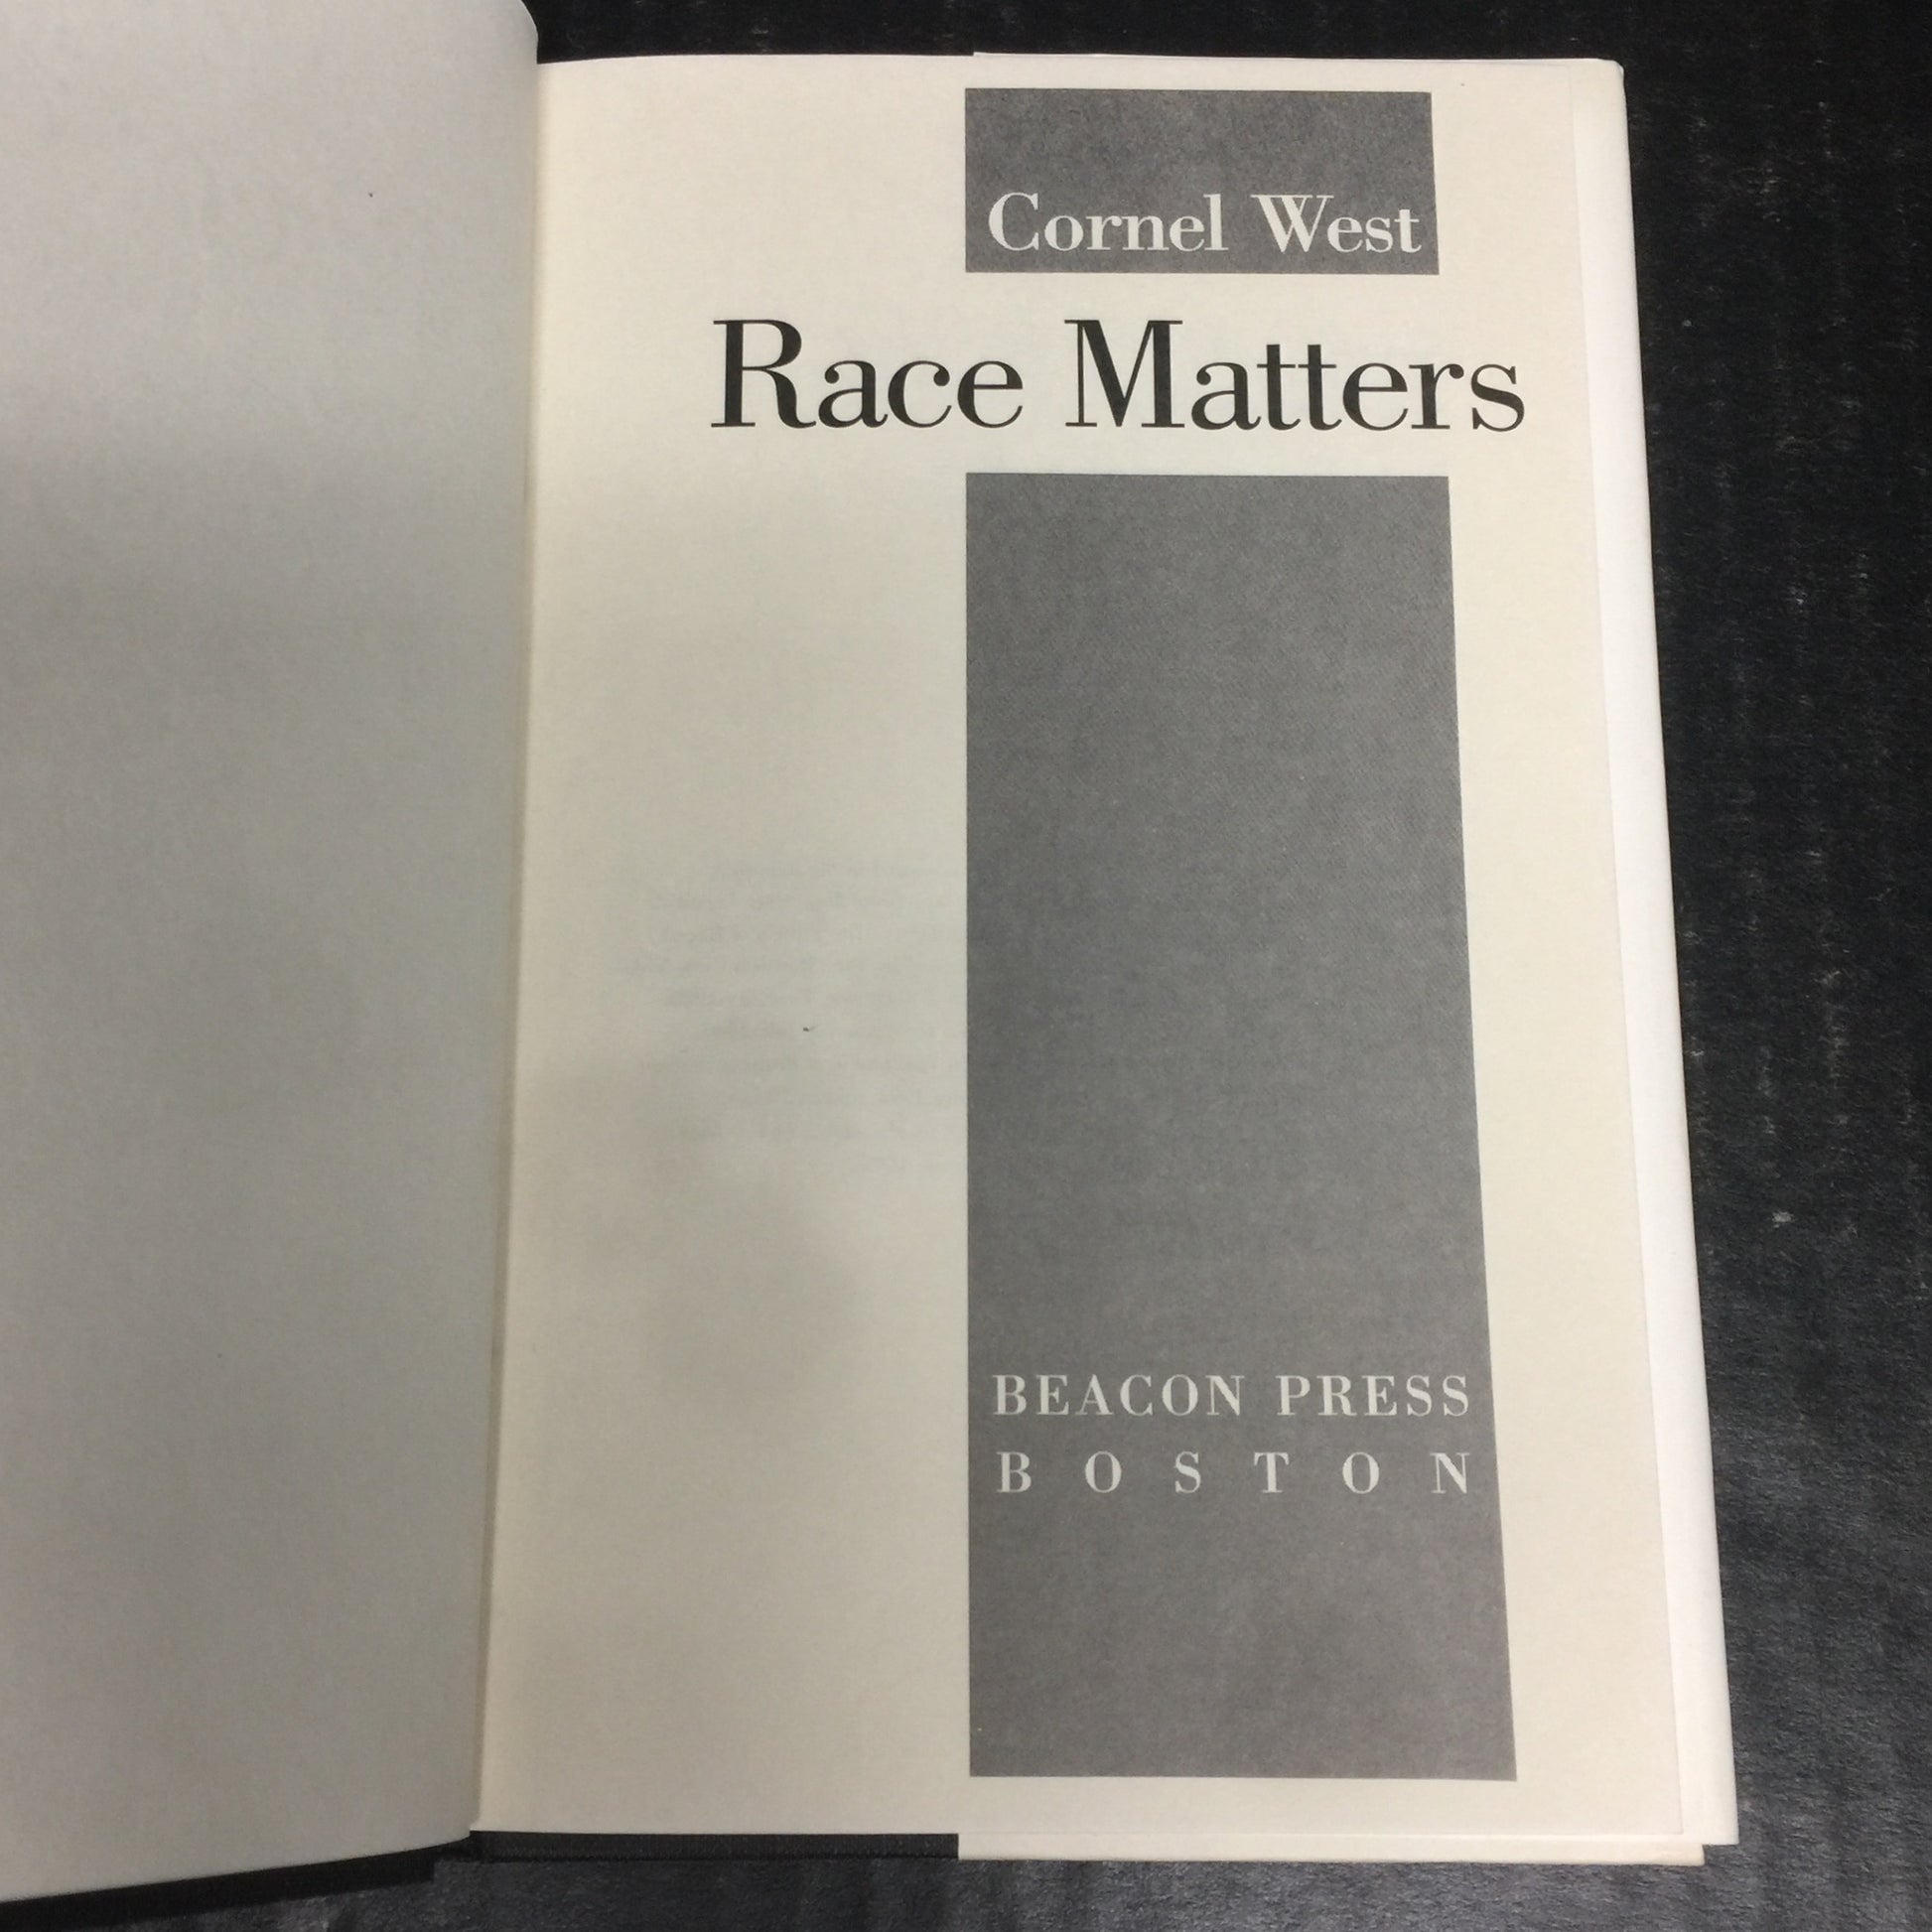 Cornel West
Race Matters
BEACON PRESS
BOSTON